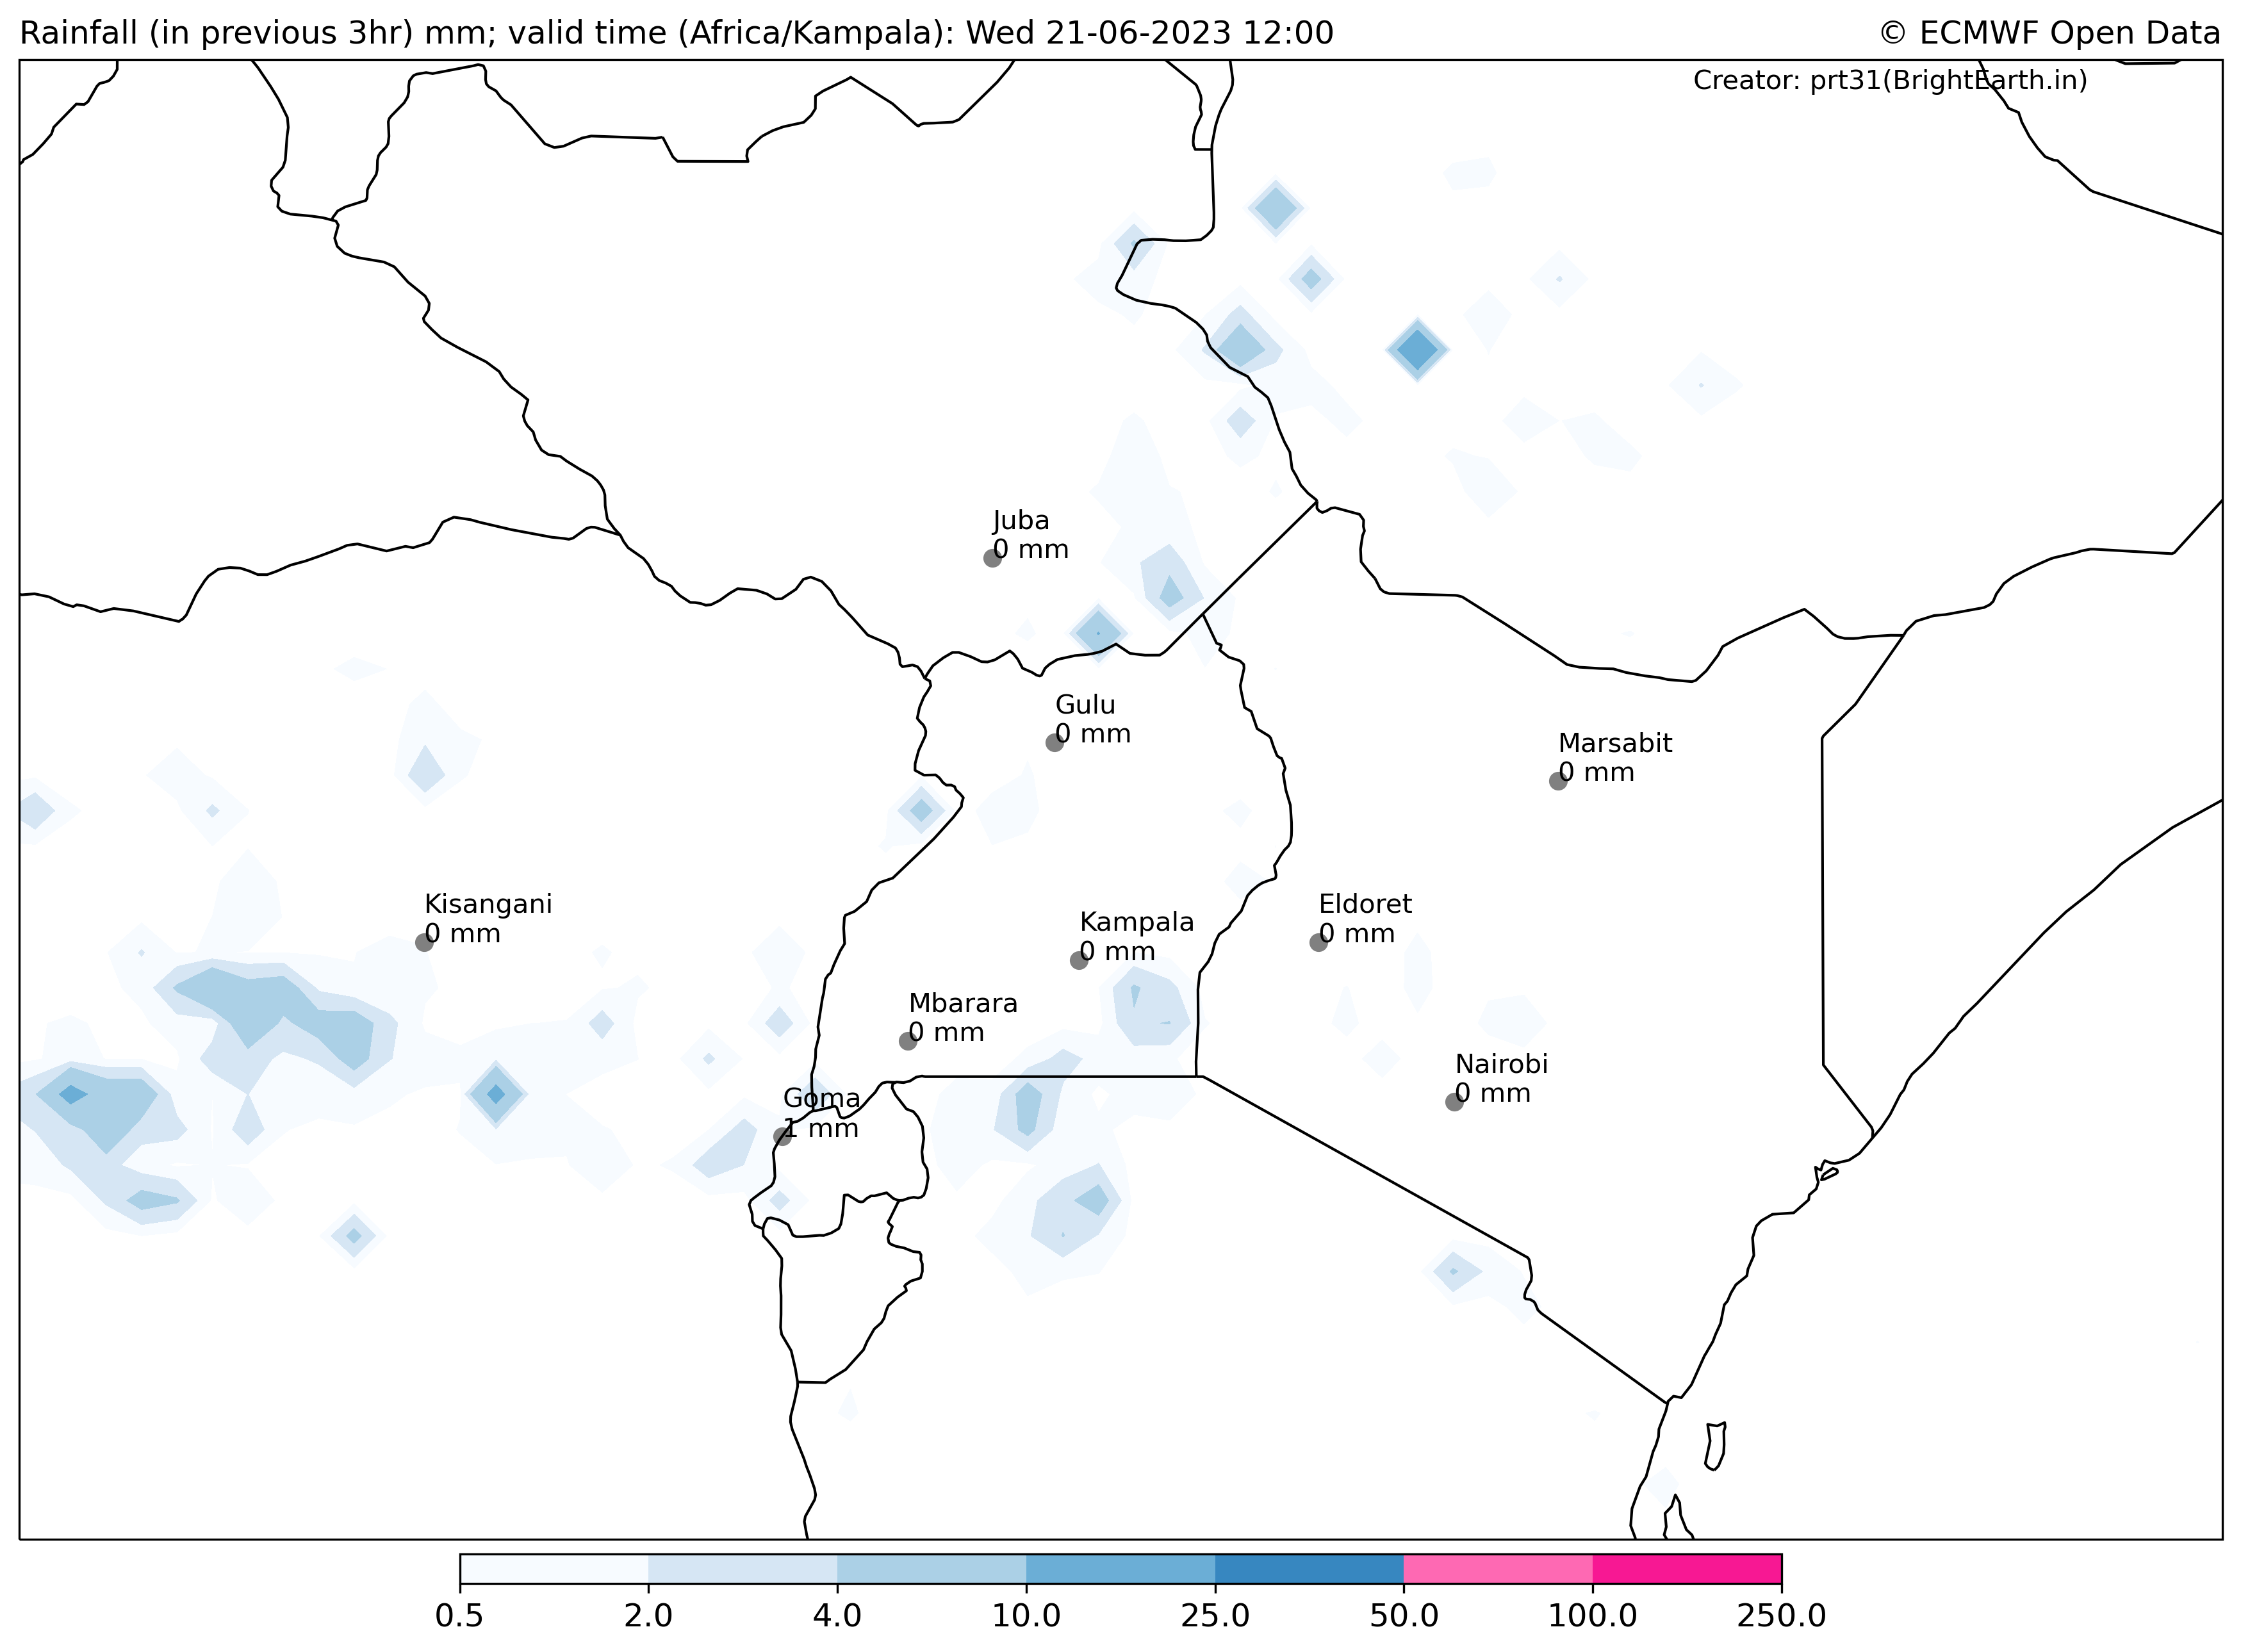 Rainfall (in previous 3hr) mm; valid time (Africa/Kampala): Wed 21-06-2023 12:00
© ECMWF Open Data
Creator: prt31(BrightEarth.in)
Juba
0 mm
Gulu
0 mm
Marsabit
0 mm
Kisangani
0 mm
Eldoret
0 mm
Kampala
0 mm
Mbarara
0 mm
Nairobi
0 mm
Goma
1 mm
0.5 2.0 4.0 10.0 25.0 50.0 100.0 250.0